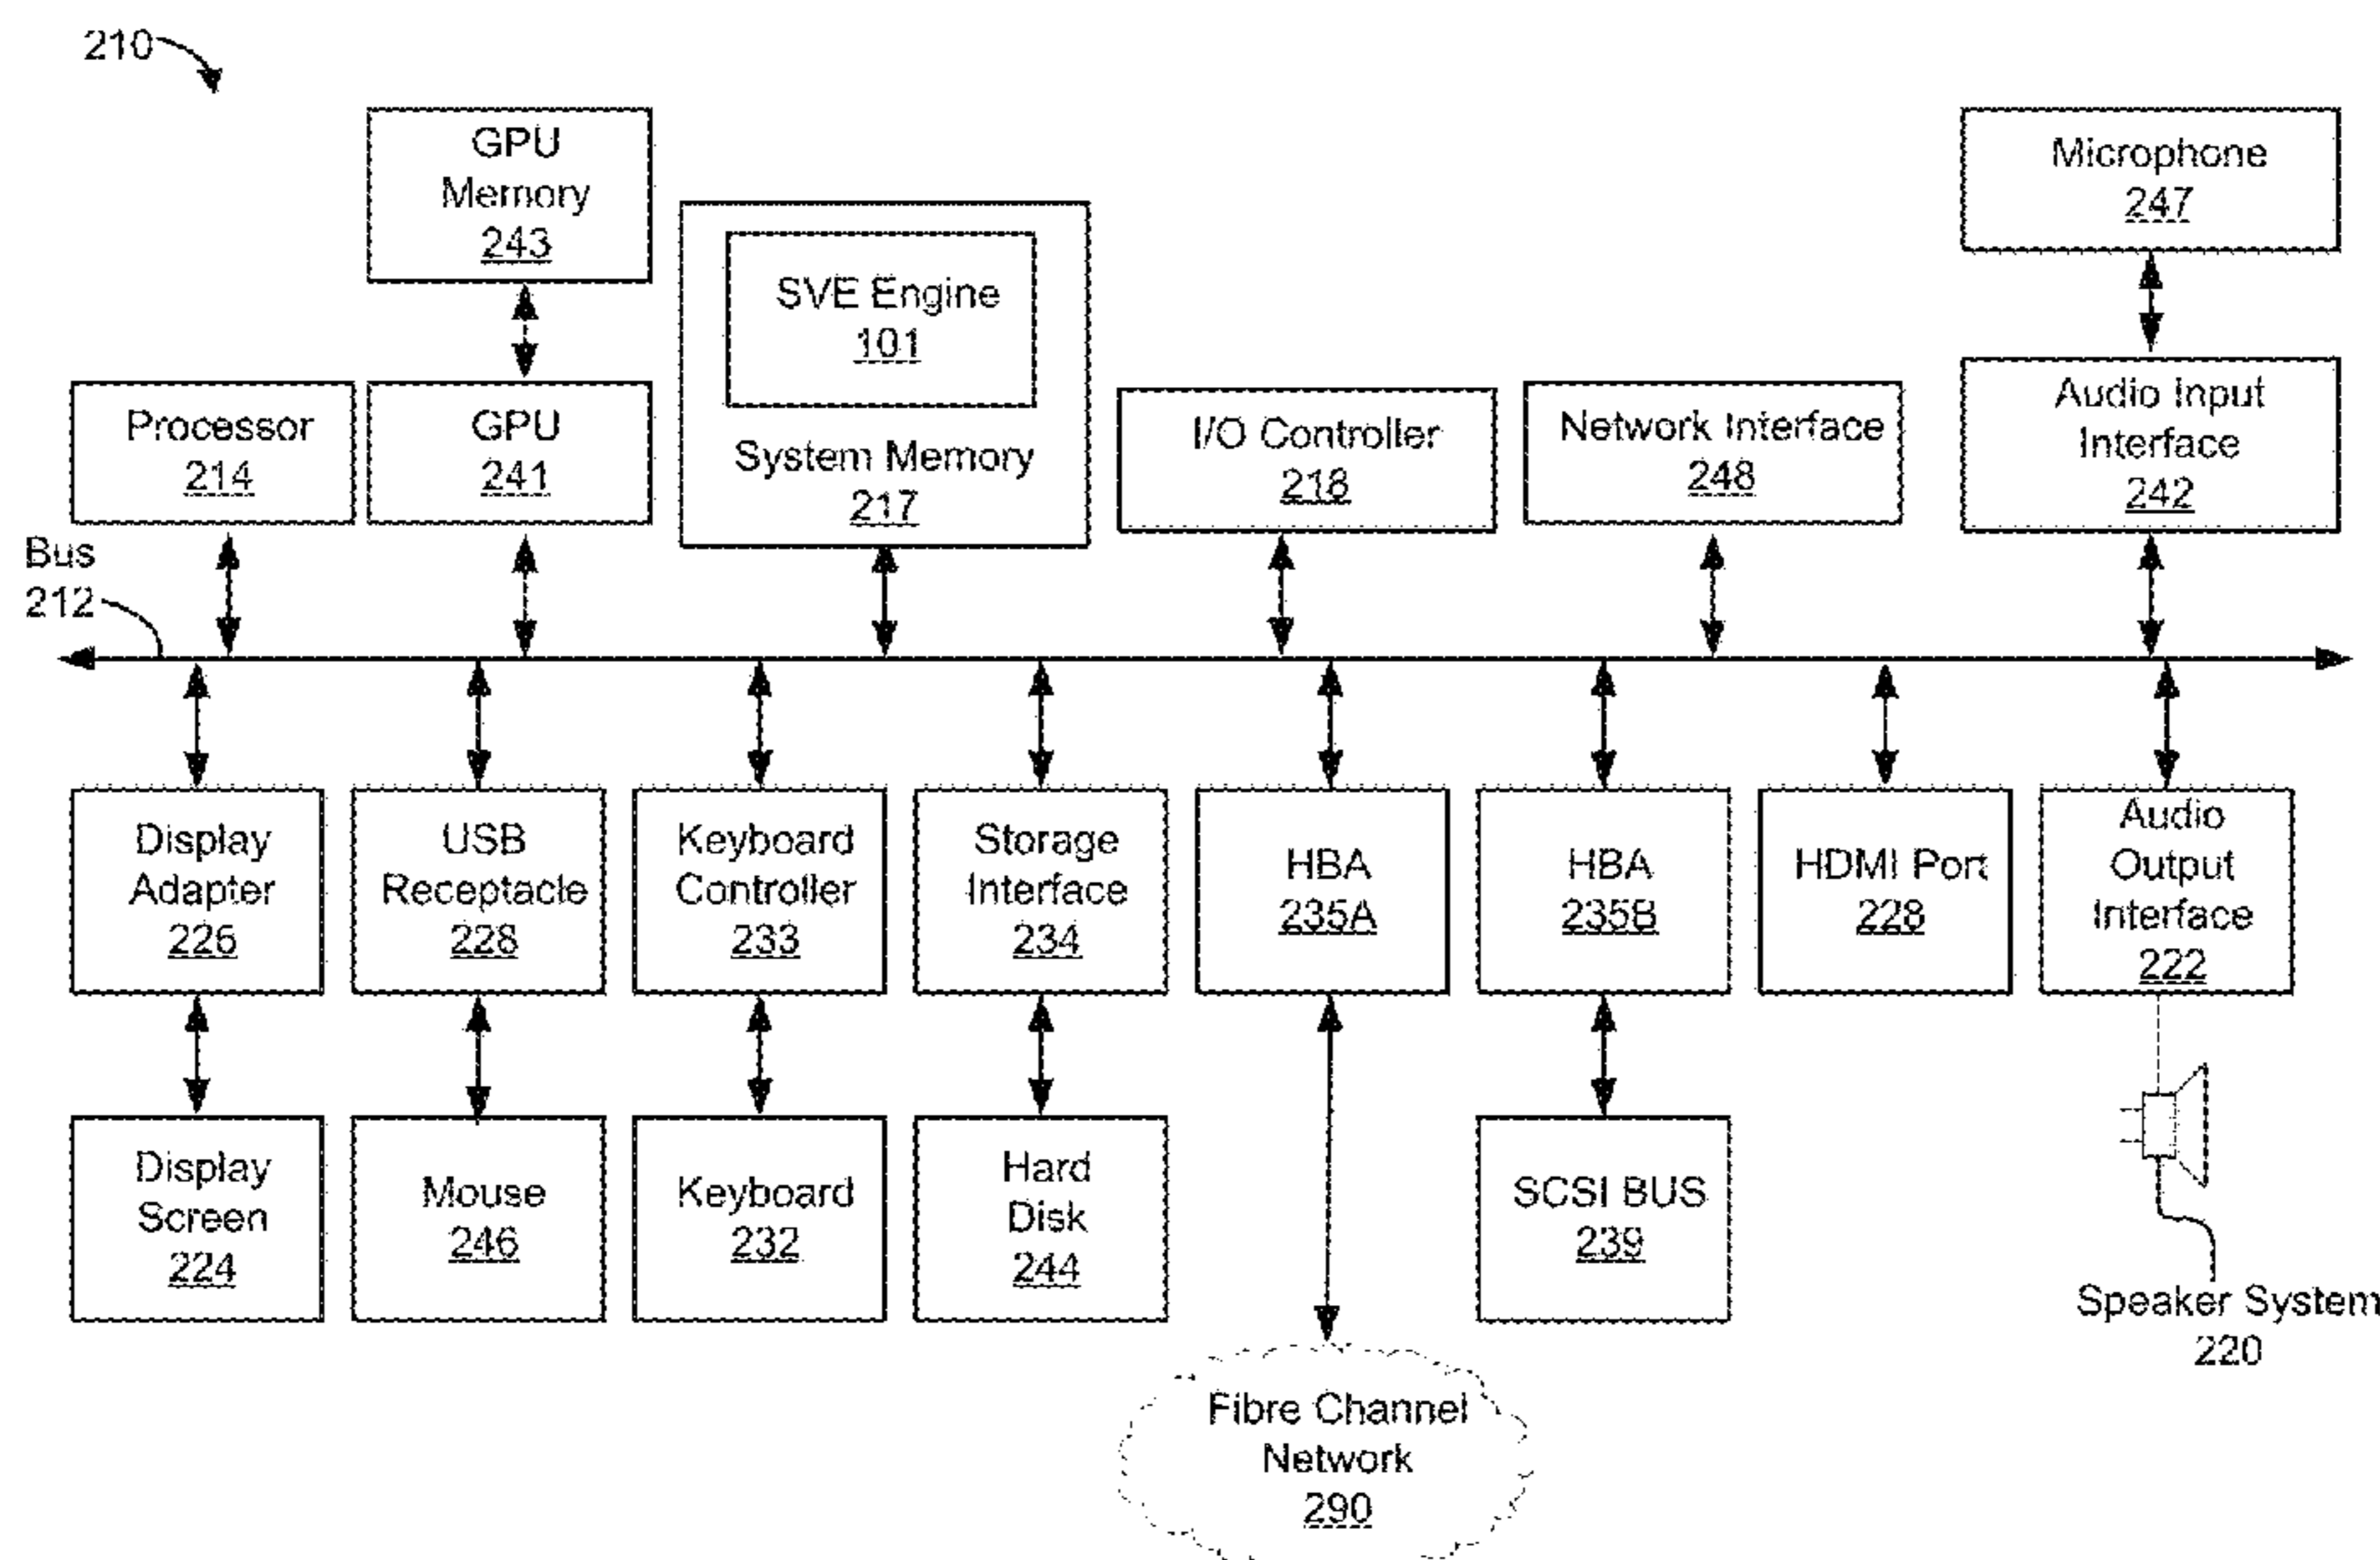 210
GPU
Memory
243
Microphone
247
SVE Engine
101
System Memory
217
Processor
214
GPU
241
I/O Controller
218
Network Interface
248
Audio Input
Interface
242
Bus
212
Display
Adapter
226
USB
Receptacle
228
Keyboard
Controller
233
Storage
Interface
234
HBA
235A
HBA
235B
HDMI Port
228
Audio
Output
Interface
222
Display
Screen
224
Mouse
246
Keyboard
232
Hard
Disk
244
SCSI BUS
239
Speaker System
220
Fibre Channel
Network
290